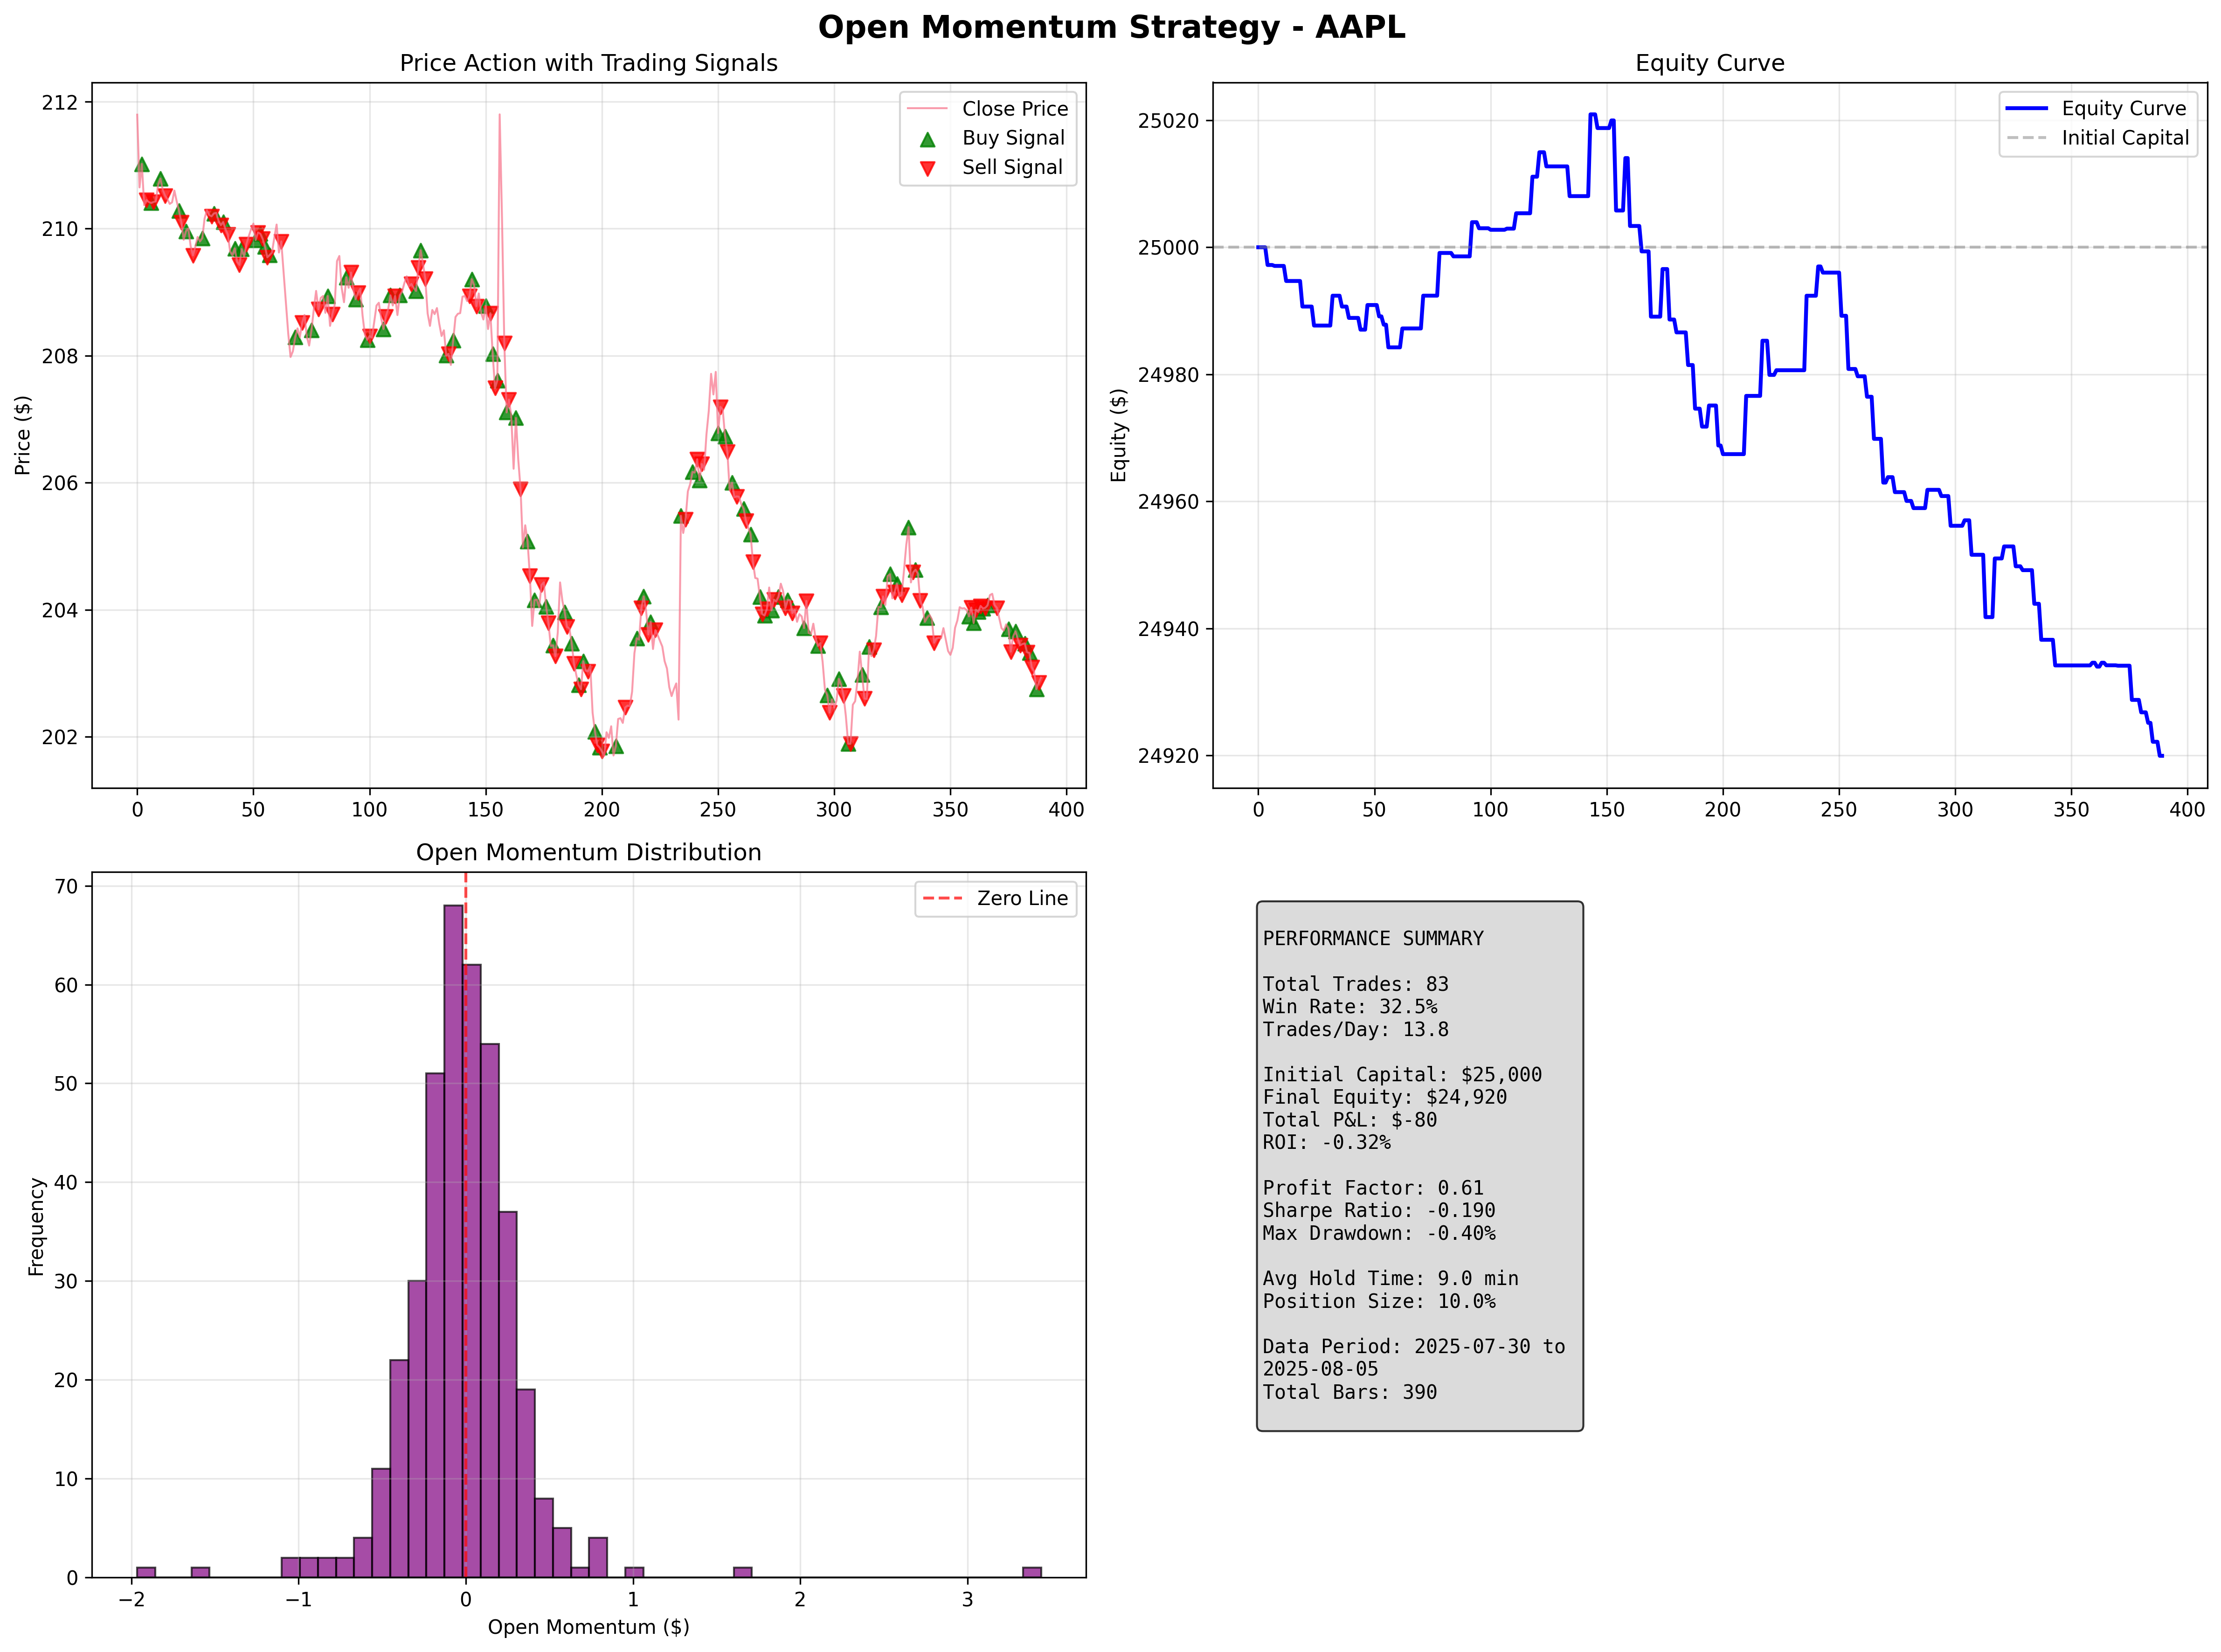 Open Momentum Strategy - AAPL
Price Action with Trading Signals
Price ($)
212
210
208
206
204
202
0
50
100
150
200
250
300
350
400
Close Price
Buy Signal
Sell Signal
Equity Curve
Equity ($)
25020
25000
24980
24960
24940
24920
0
50
100
150
200
250
300
350
400
Equity Curve
Initial Capital
Open Momentum Distribution
Frequency
70
60
50
40
30
20
10
0
−2
−1
0
1
2
3
Open Momentum ($)
Zero Line
PERFORMANCE SUMMARY
Total Trades: 83
Win Rate: 32.5%
Trades/Day: 13.8
Initial Capital: $25,000
Final Equity: $24,920
Total P&L: $-80
ROI: -0.32%
Profit Factor: 0.61
Sharpe Ratio: -0.190
Max Drawdown: -0.40%
Avg Hold Time: 9.0 min
Position Size: 10.0%
Data Period: 2025-07-30 to
2025-08-05
Total Bars: 390